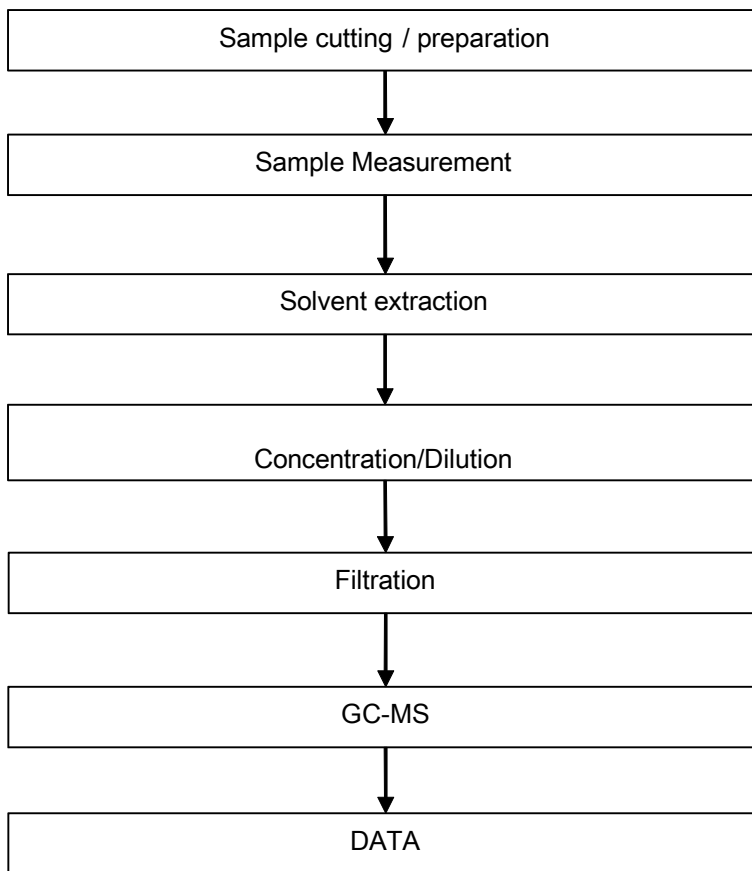 Sample cutting / preparation
Sample Measurement
Solvent extraction
Concentration/Dilution
Filtration
GC-MS
DATA